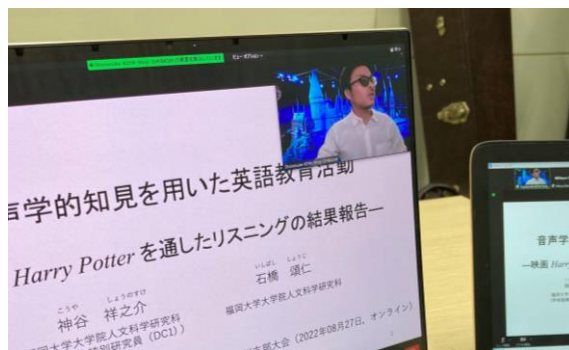 ビューオプション
声学的知見を用いた英語教育活動
Harry Potter を通したリスニングの結果報告―
こうや しょうのすけ
神谷 祥之介
いしばし しょうじ
石橋 頌仁
岡大学大学院人文科学研究科
特別研究員（DC1））
福岡大学大学院人文科学研究科
支部大会（2022年08月27日，オンライン）
音声学
―映画 Harr